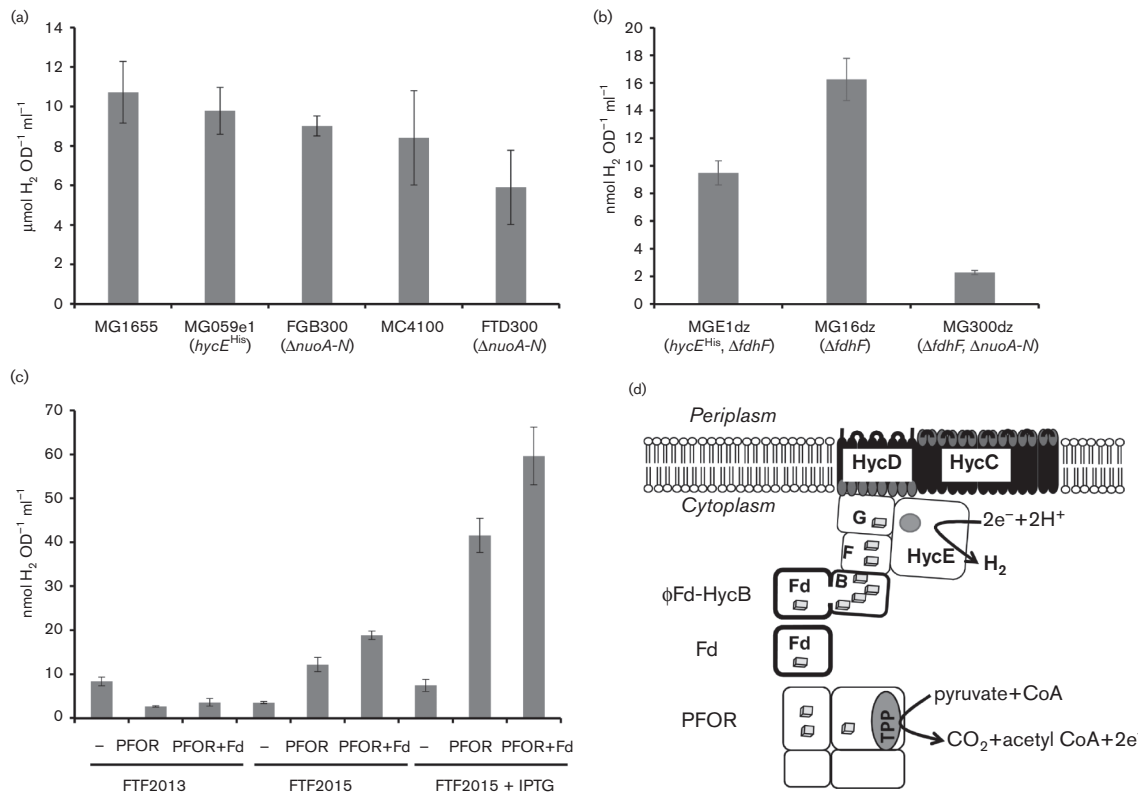 (a)
14
12
10
8
6
4
2
0
μmol H₂ OD⁻¹ ml⁻¹
MG1655 MG059e1 FGB300 MC4100 FTD300
(hycE^His) (ΔnuoA-N) (ΔnuoA-N)
(b)
20
18
16
14
12
10
8
6
4
2
0
nmol H₂ OD⁻¹ ml⁻¹
MGE1dz MG16dz MG300dz
(hycE^His, ΔfdhF) (ΔfdhF) (ΔfdhF, ΔnuoA-N)
(c)
70
60
50
40
30
20
10
0
nmol H₂ OD⁻¹ ml⁻¹
– PFOR PFOR+Fd – PFOR PFOR+Fd – PFOR PFOR+Fd
FTF2013 FTF2015 FTF2015 + IPTG
(d)
Periplasm
HycD HycC
Cytoplasm
G
2e⁻+2H⁺
F
HycE
H₂
ϕFd-HycB
Fd
B
Fd
Fd
PFOR
TPP
pyruvate+CoA
CO₂+acetyl CoA+2e⁻